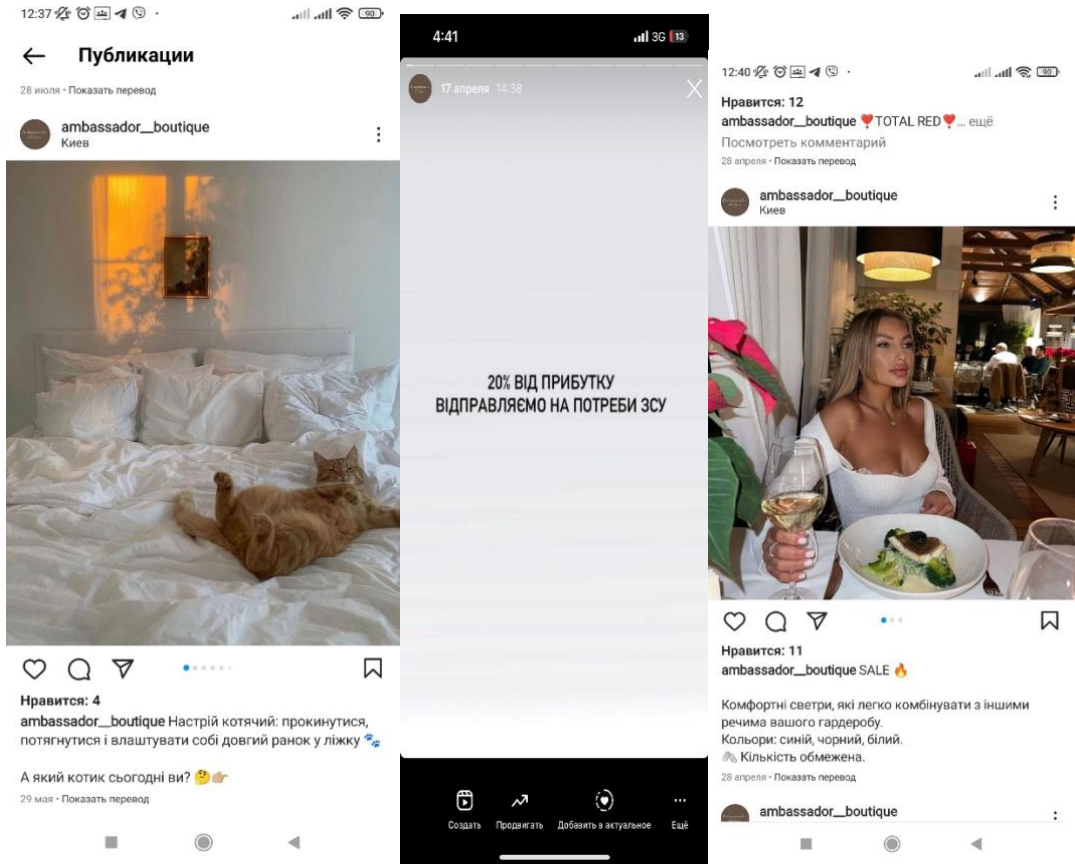 12:37
90
Публикации
28 июля • Показать перевод
ambassador__boutique
Киев
Нравится: 4
ambassador__boutique Настрій котячий: прокинутися,
потягнутися і влаштувати собі довгий ранок у ліжку 🐾
А який котик сьогодні ви? 🤔👉🏼
29 мая • Показать перевод
4:41
3G 13
17 апреля 14:38
20% ВІД ПРИБУТКУ
ВІДПРАВЛЯЄМО НА ПОТРЕБИ ЗСУ
Создать Продвигать Добавить в актуальное Ещё
12:40
90
Нравится: 12
ambassador__boutique ❣️TOTAL RED❣️... ещё
Посмотреть комментарий
28 апреля • Показать перевод
ambassador__boutique
Киев
Нравится: 11
ambassador__boutique SALE 🔥
Комфортні светри, які легко комбінувати з іншими
речима вашого гардеробу.
Кольори: синій, чорний, білий.
🖇️ Кількість обмежена.
28 апреля • Показать перевод
ambassador__boutique